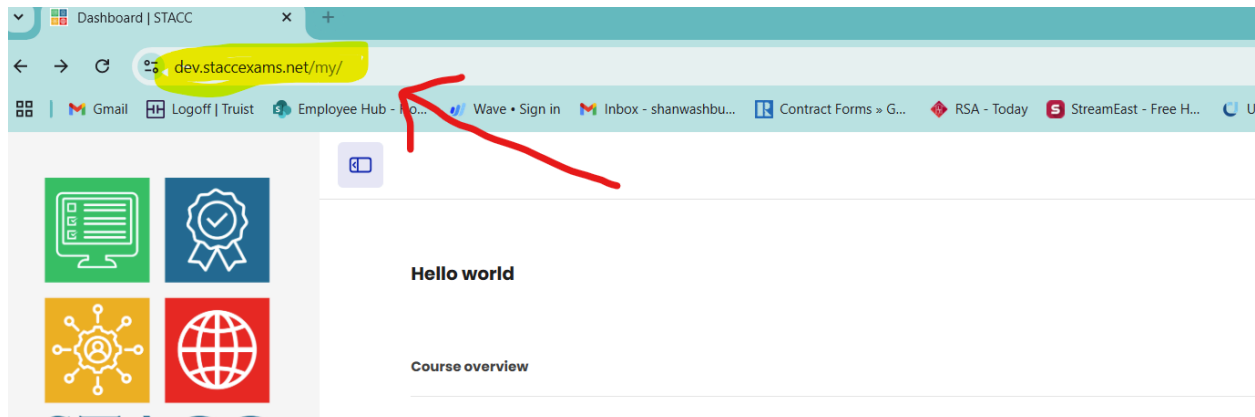 Dashboard | STACC
dev.staccexams.net/my/
Gmail Logoff | Truist Employee Hub - Ho... Wave • Sign in Inbox - shanwashbu... Contract Forms » G... RSA - Today StreamEast - Free H... U
Hello world
Course overview